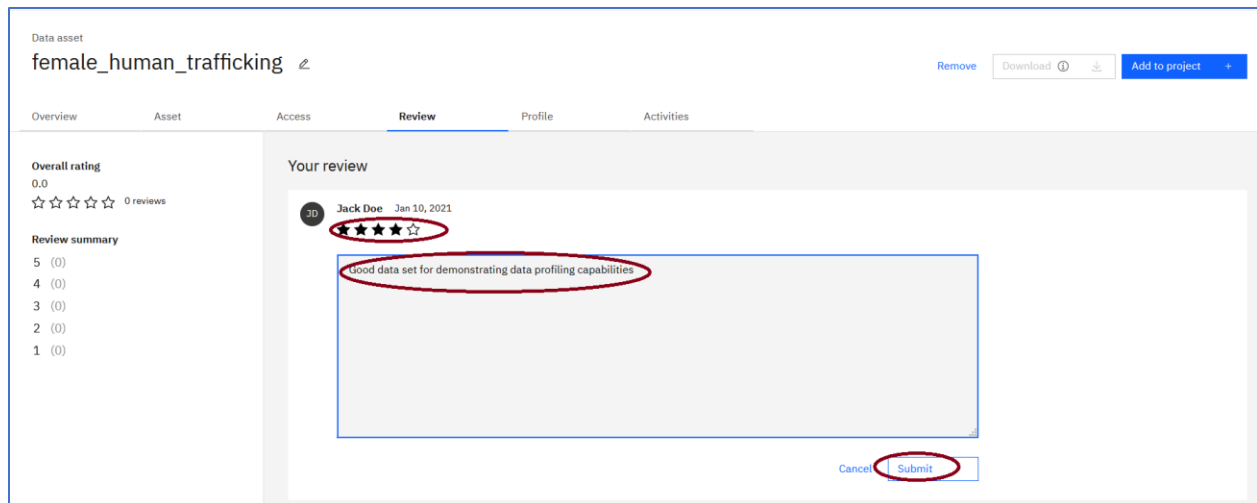 Data asset
female_human_trafficking
Remove Download Add to project +
Overview Asset Access Review Profile Activities
Overall rating
0.0
0 reviews
Review summary
5 (0)
4 (0)
3 (0)
2 (0)
1 (0)
Your review
JD Jack Doe Jan 10, 2021
Good data set for demonstrating data profiling capabilities
Cancel Submit